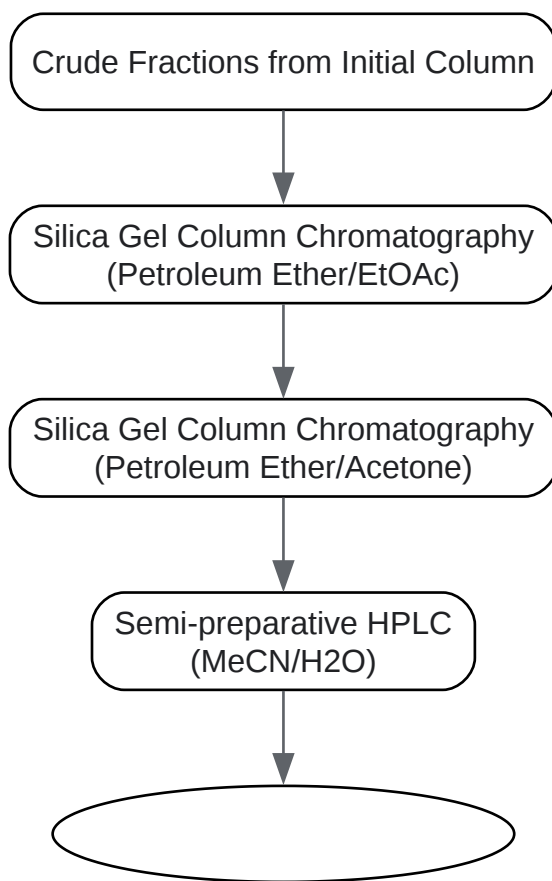 Crude Fractions from Initial Column
Silica Gel Column Chromatography
(Petroleum Ether/EtOAc)
Silica Gel Column Chromatography
(Petroleum Ether/Acetone)
Semi-preparative HPLC
(MeCN/H2O)